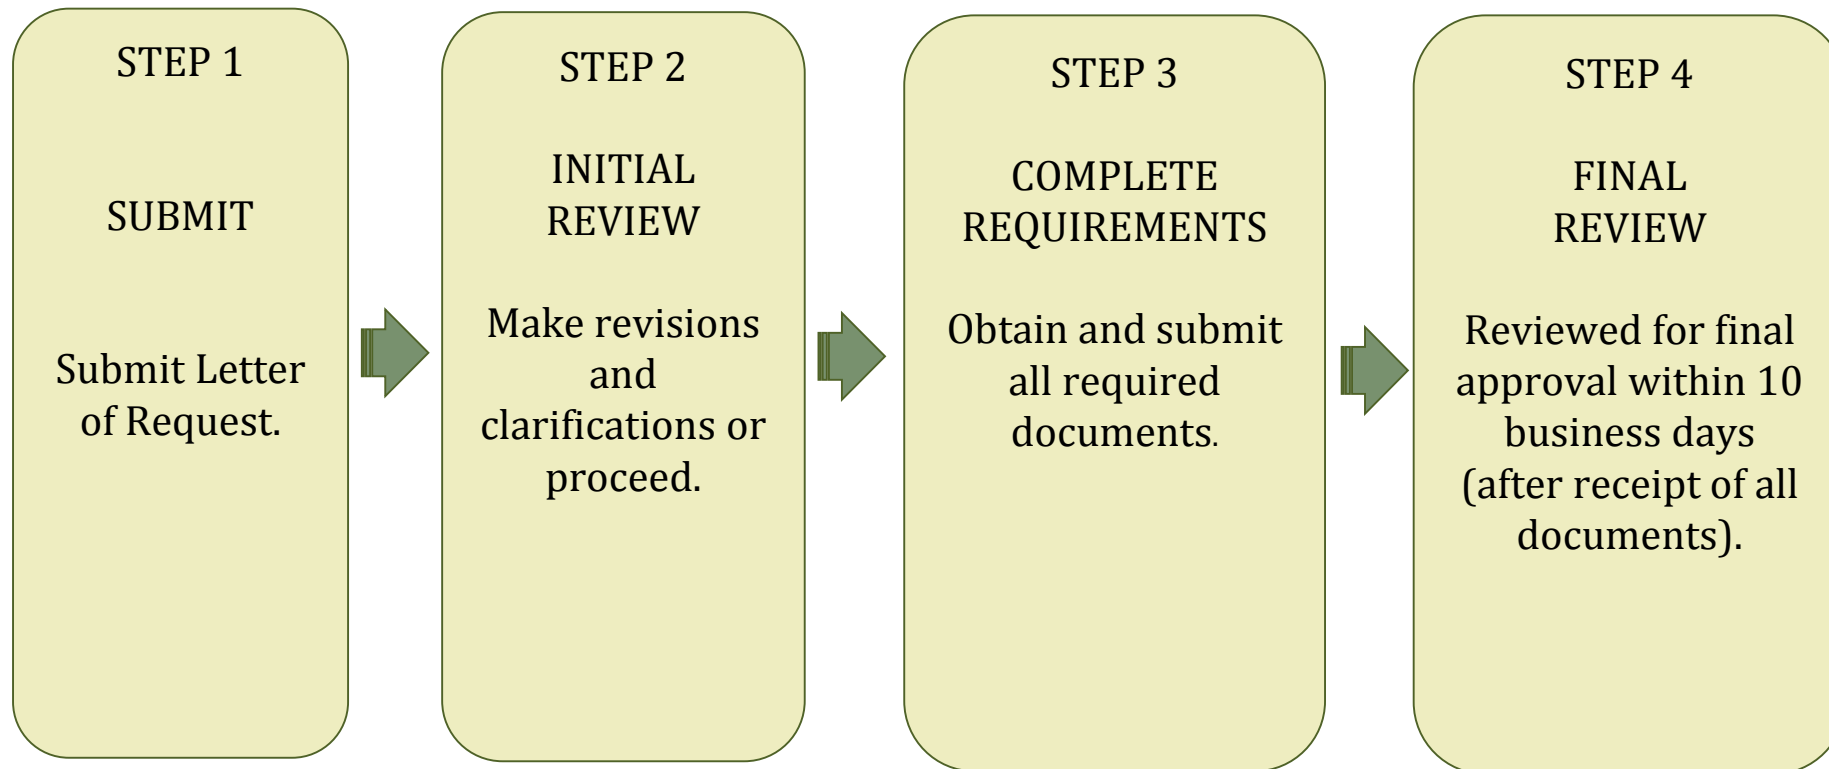 STEP 1
SUBMIT
Submit Letter
of Request.
STEP 2
INITIAL
REVIEW
Make revisions
and
clarifications or
proceed.
STEP 3
COMPLETE
REQUIREMENTS
Obtain and submit
all required
documents.
STEP 4
FINAL
REVIEW
Reviewed for final
approval within 10
business days
(after receipt of all
documents).